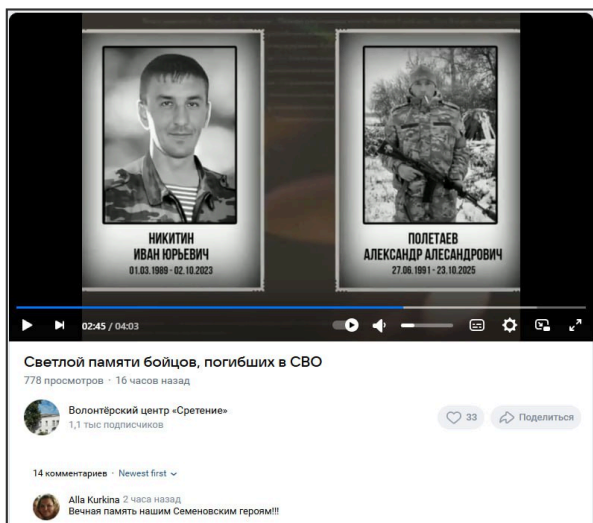 НИКИТИН
ИВАН ЮРЬЕВИЧ
01.03.1989 - 02.10.2023
ПОЛЕТАЕВ
АЛЕКСАНДР АЛЕСАНДРОВИЧ
27.06.1991 - 23.10.2025
02:45 / 04:03
Светлой памяти бойцов, погибших в СВО
778 просмотров · 16 часов назад
Волонтёрский центр «Сретение»
1,1 тыс подписчиков
33
Поделиться
14 комментариев · Newest first
Alla Kurkina 2 часа назад
Вечная память нашим Семеновским героям!!!